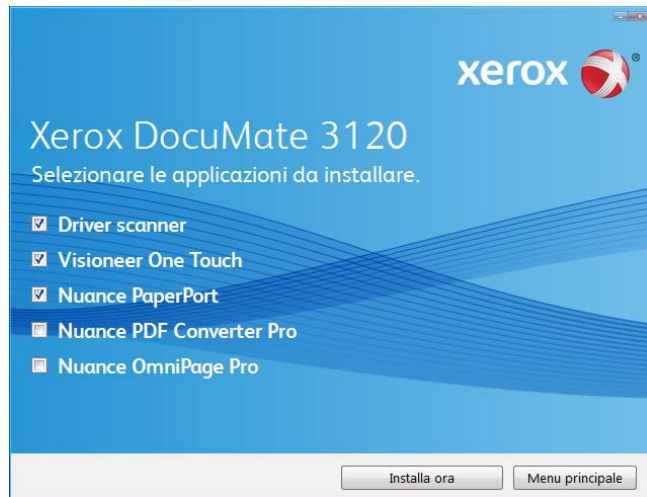 xerox ®
Xerox DocuMate 3120
Selezionare le applicazioni da installare.
Driver scanner
Visioneer One Touch
Nuance PaperPort
Nuance PDF Converter Pro
Nuance OmniPage Pro
Installa ora Menu principale